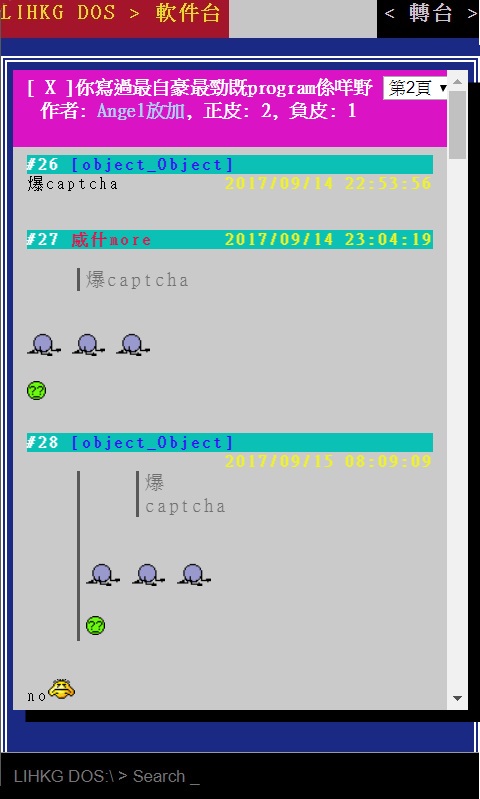 LIHKG DOS > 軟件台
< 轉台 >
[ X ]你寫過最自豪最勁既program係咩野
第2頁
作者: Angel放加, 正皮: 2, 負皮: 1
#26 [object_Object]
爆captcha 2017/09/14 22:53:56
#27 威什more 2017/09/14 23:04:19
爆captcha
??
#28 [object_Object]
2017/09/15 08:09:09
爆
captcha
??
no
LIHKG DOS:\ > Search _